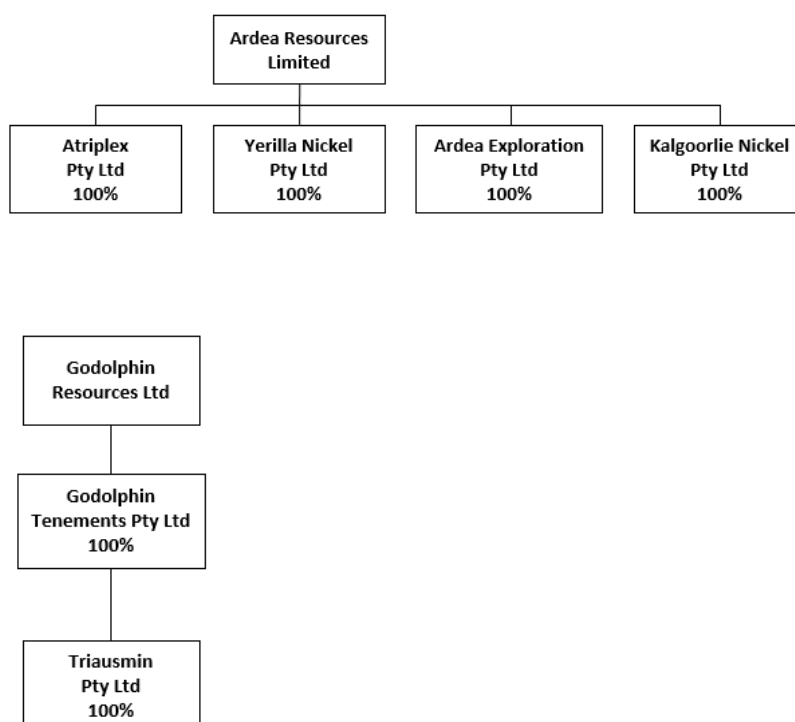 Ardea Resources
Limited
Atriplex
Pty Ltd
100%
Yerilla Nickel
Pty Ltd
100%
Ardea Exploration
Pty Ltd
100%
Kalgoorlie Nickel
Pty Ltd
100%
Godolphin
Resources Ltd
Godolphin
Tenements Pty Ltd
100%
Triausmin
Pty Ltd
100%